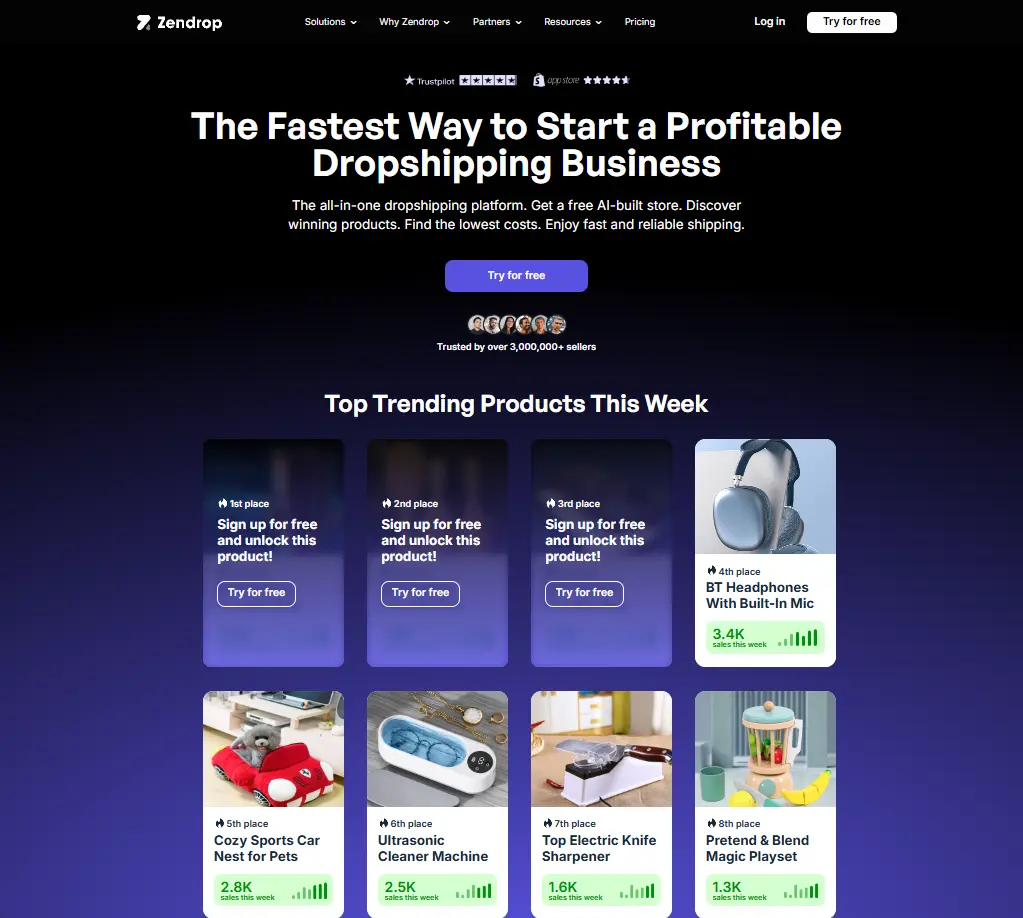 Zendrop
Solutions
Why Zendrop
Partners
Resources
Pricing
Log in
Try for free
Trustpilot
app store
The Fastest Way to Start a Profitable
Dropshipping Business
The all-in-one dropshipping platform. Get a free AI-built store. Discover
winning products. Find the lowest costs. Enjoy fast and reliable shipping.
Try for free
Trusted by over 3,000,000+ sellers
Top Trending Products This Week
1st place
Sign up for free
and unlock this
product!
Try for free
2nd place
Sign up for free
and unlock this
product!
Try for free
3rd place
Sign up for free
and unlock this
product!
Try for free
4th place
BT Headphones
With Built-In Mic
3.4K
sales this week
5th place
Cozy Sports Car
Nest for Pets
2.8K
sales this week
6th place
Ultrasonic
Cleaner Machine
2.5K
sales this week
7th place
Top Electric Knife
Sharpener
1.6K
sales this week
8th place
Pretend & Blend
Magic Playset
1.3K
sales this week